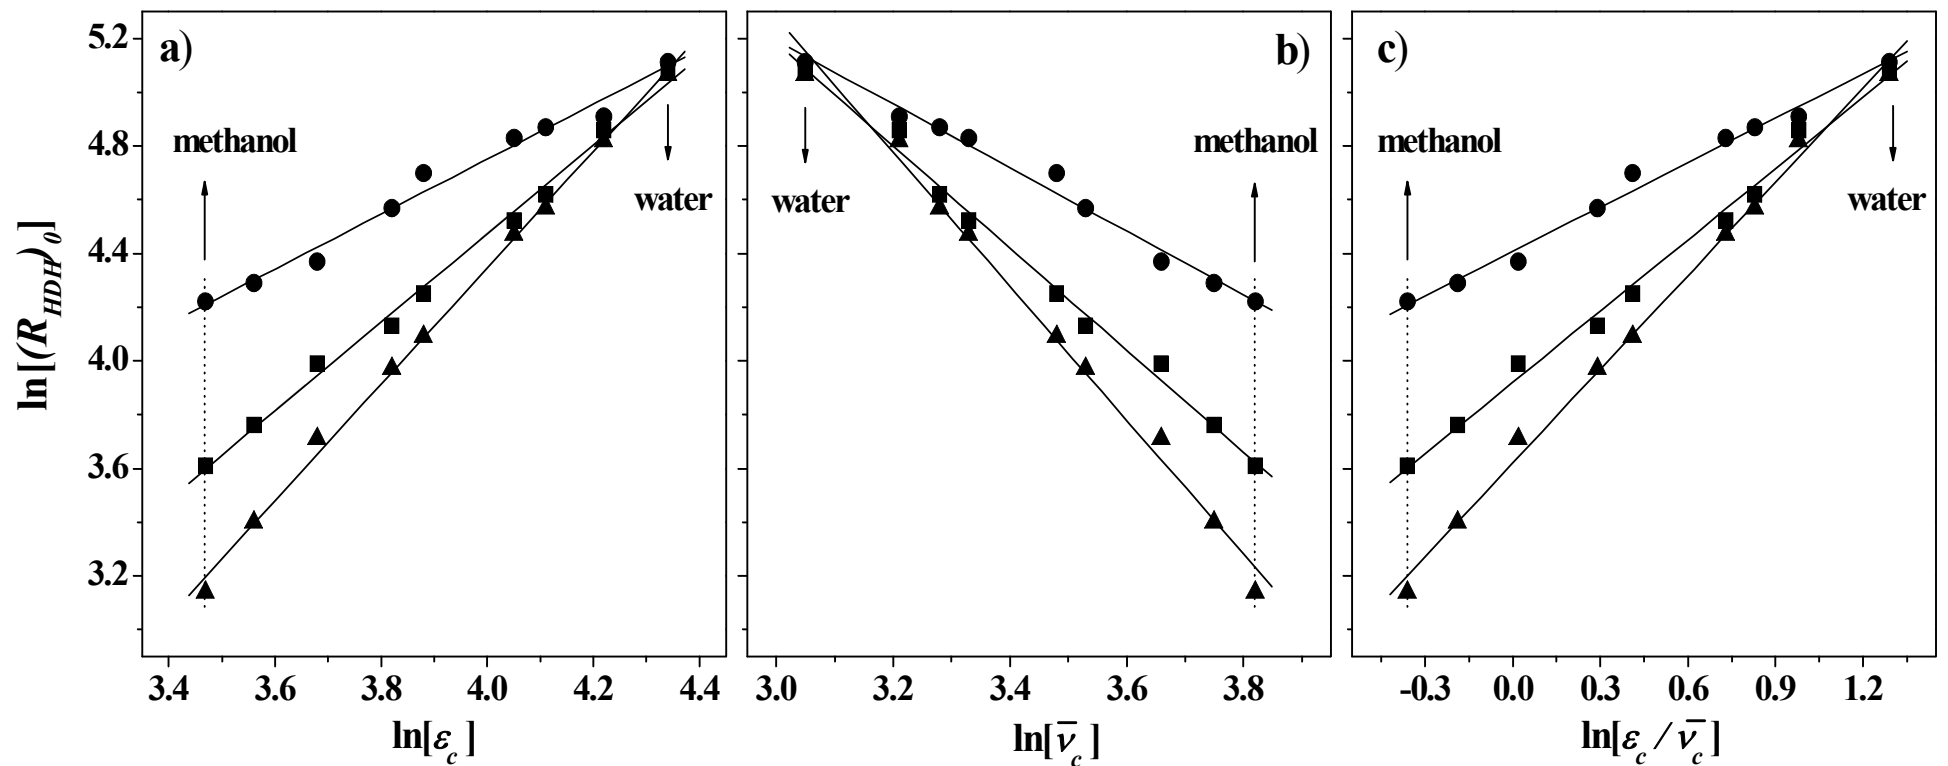 ln[(R_HDH)_0]
5.2
4.8
4.4
4.0
3.6
3.2
a)
methanol
water
3.4 3.6 3.8 4.0 4.2 4.4
ln[ε_c]
b)
water
methanol
3.0 3.2 3.4 3.6 3.8
ln[ν̅_c]
c)
methanol
water
-0.3 0.0 0.3 0.6 0.9 1.2
ln[ε_c / ν̅_c]